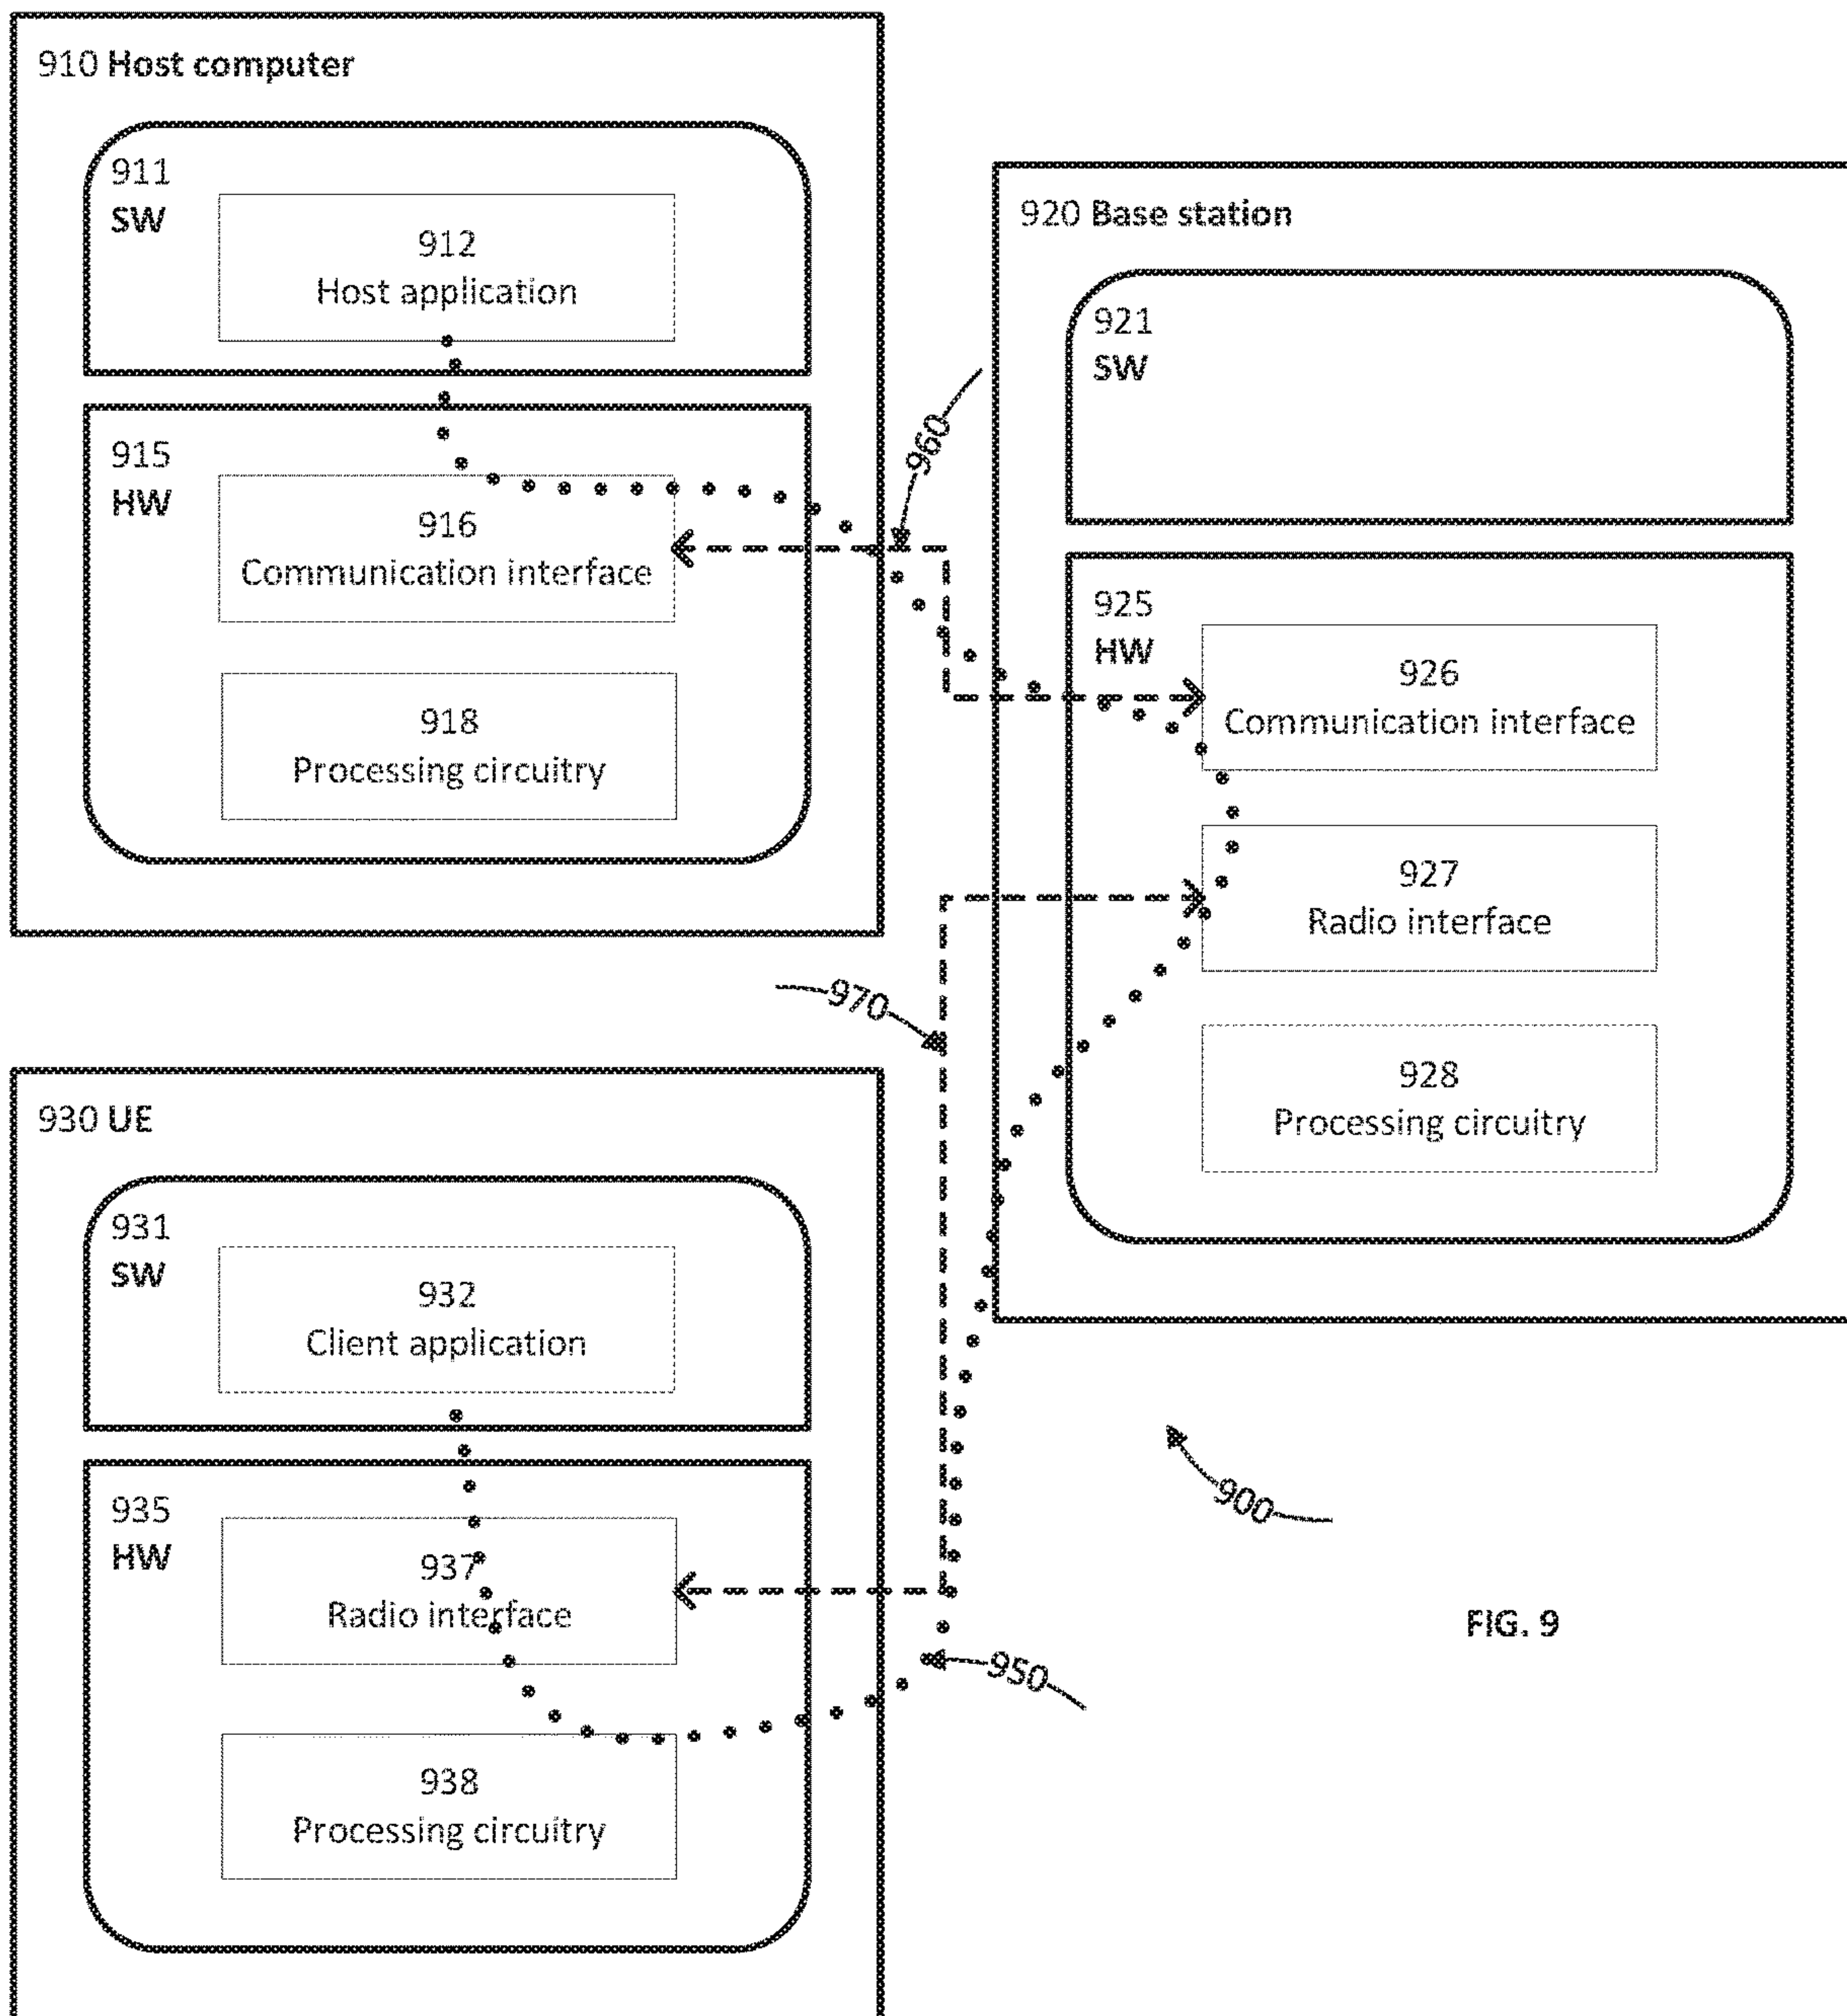 910 Host computer
911
SW
912
Host application
915
HW
916
Communication interface
918
Processing circuitry
960
920 Base station
921
SW
925
HW
926
Communication interface
927
Radio interface
928
Processing circuitry
970
930 UE
931
SW
932
Client application
935
HW
937
Radio interface
938
Processing circuitry
900
950
FIG. 9